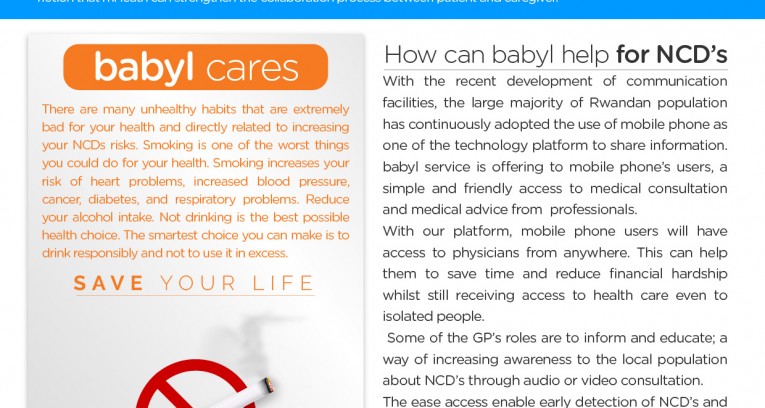 notion that mHealth can strengthen the collaboration process between patient and caregiver.
babyl cares
There are many unhealthy habits that are extremely
bad for your health and directly related to increasing
your NCDs risks. Smoking is one of the worst things
you could do for your health. Smoking increases your
risk of heart problems, increased blood pressure,
cancer, diabetes, and respiratory problems. Reduce
your alcohol intake. Not drinking is the best possible
health choice. The smartest choice you can make is to
drink responsibly and not to use it in excess.
SAVE YOUR LIFE
How can babyl help for NCD's
With the recent development of communication
facilities, the large majority of Rwandan population
has continuously adopted the use of mobile phone as
one of the technology platform to share information.
babyl service is offering to mobile phone's users, a
simple and friendly access to medical consultation
and medical advice from professionals.
With our platform, mobile phone users will have
access to physicians from anywhere. This can help
them to save time and reduce financial hardship
whilst still receiving access to health care even to
isolated people.
Some of the GP's roles are to inform and educate; a
way of increasing awareness to the local population
about NCD's through audio or video consultation.
The ease access enable early detection of NCD's and